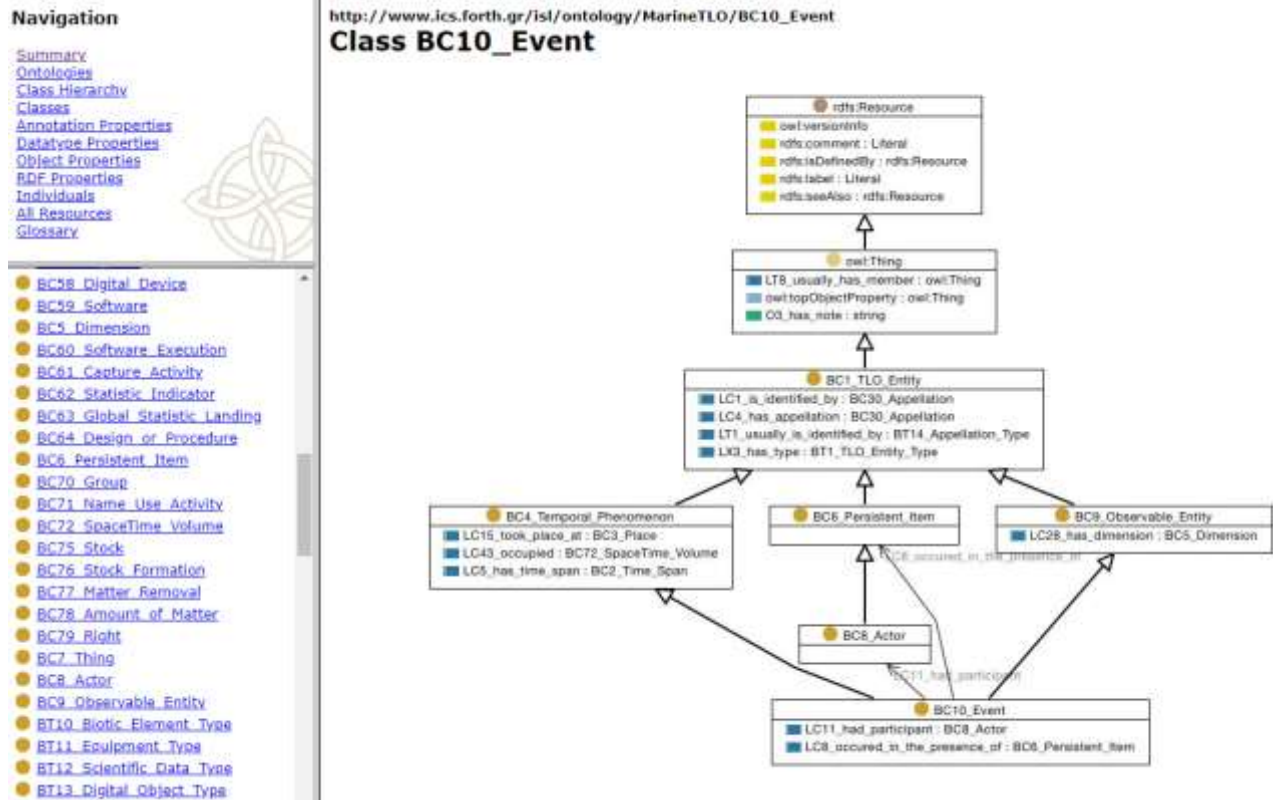 Navigation
Summary
Ontologies
Class Hierarchy
Classes
Annotation Properties
Datatype Properties
Object Properties
RDF Properties
Individuals
All Resources
Glossary
BC58 Digital Device
BC59 Software
BC5 Dimension
BC60 Software Execution
BC61 Capture Activity
BC62 Statistic Indicator
BC63 Global Statistic Landing
BC64 Design or Procedure
BC6 Persistent Item
BC70 Group
BC71 Name Use Activity
BC72 SpaceTime Volume
BC75 Stock
BC76 Stock Formation
BC77 Matter Removal
BC78 Amount of Matter
BC79 Right
BC7 Thing
BC8 Actor
BC9 Observable Entity
BT10 Biotic Element Type
BT11 Equipment Type
BT12 Scientific Data Type
BT13 Digital Object Type
http://www.ics.forth.gr/isl/ontology/MarineTLO/BC10_Event
Class BC10_Event
rdfs:Resource
owl:versionInfo
rdfs:comment : Literal
rdfs:isDefinedBy : rdfs:Resource
rdfs:label : Literal
rdfs:seeAlso : rdfs:Resource
owl:Thing
LT8_usually_has_member : owl:Thing
owl:topObjectProperty : owl:Thing
O3_has_note : string
BC1_TLO_Entity
LC1_is_identified_by : BC30_Appellation
LC4_has_appellation : BC30_Appellation
LT1_usually_is_identified_by : BT14_Appellation_Type
LX3_has_type : BT1_TLO_Entity_Type
BC4_Temporal_Phenomenon
LC15_took_place_at : BC3_Place
LC43_occupied : BC72_SpaceTime_Volume
LC5_has_time_span : BC2_Time_Span
BC6_Persistent_Item
BC9_Observable_Entity
LC28_has_dimension : BC5_Dimension
LC8_occured_in_the_presence_of
BC8_Actor
LC11_had_participant
BC10_Event
LC11_had_participant : BC8_Actor
LC8_occured_in_the_presence_of : BC6_Persistent_Item